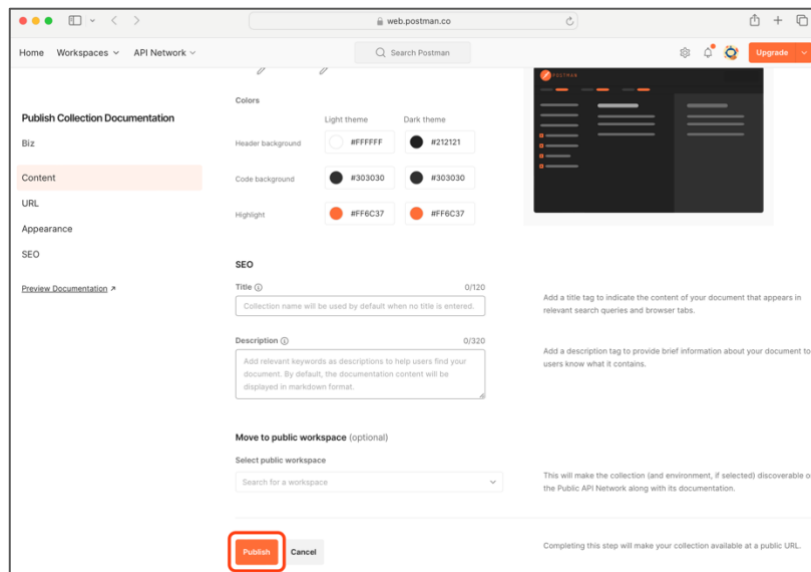 web.postman.co
Home Workspaces API Network Search Postman Upgrade
POSTMAN
Publish Collection Documentation
Biz
Content
URL
Appearance
SEO
Preview Documentation ↗
Colors
Light theme Dark theme
Header background #FFFFFF #212121
Code background #303030 #303030
Highlight #FF6C37 #FF6C37
SEO
Title 0/120
Collection name will be used by default when no title is entered.
Add a title tag to indicate the content of your document that appears in
relevant search queries and browser tabs.
Description 0/320
Add relevant keywords as descriptions to help users find your
document. By default, the documentation content will be
displayed in markdown format.
Add a description tag to provide brief information about your document to
users know what it contains.
Move to public workspace (optional)
Select public workspace
Search for a workspace
This will make the collection (and environment, if selected) discoverable o
the Public API Network along with its documentation.
Publish Cancel
Completing this step will make your collection available at a public URL.